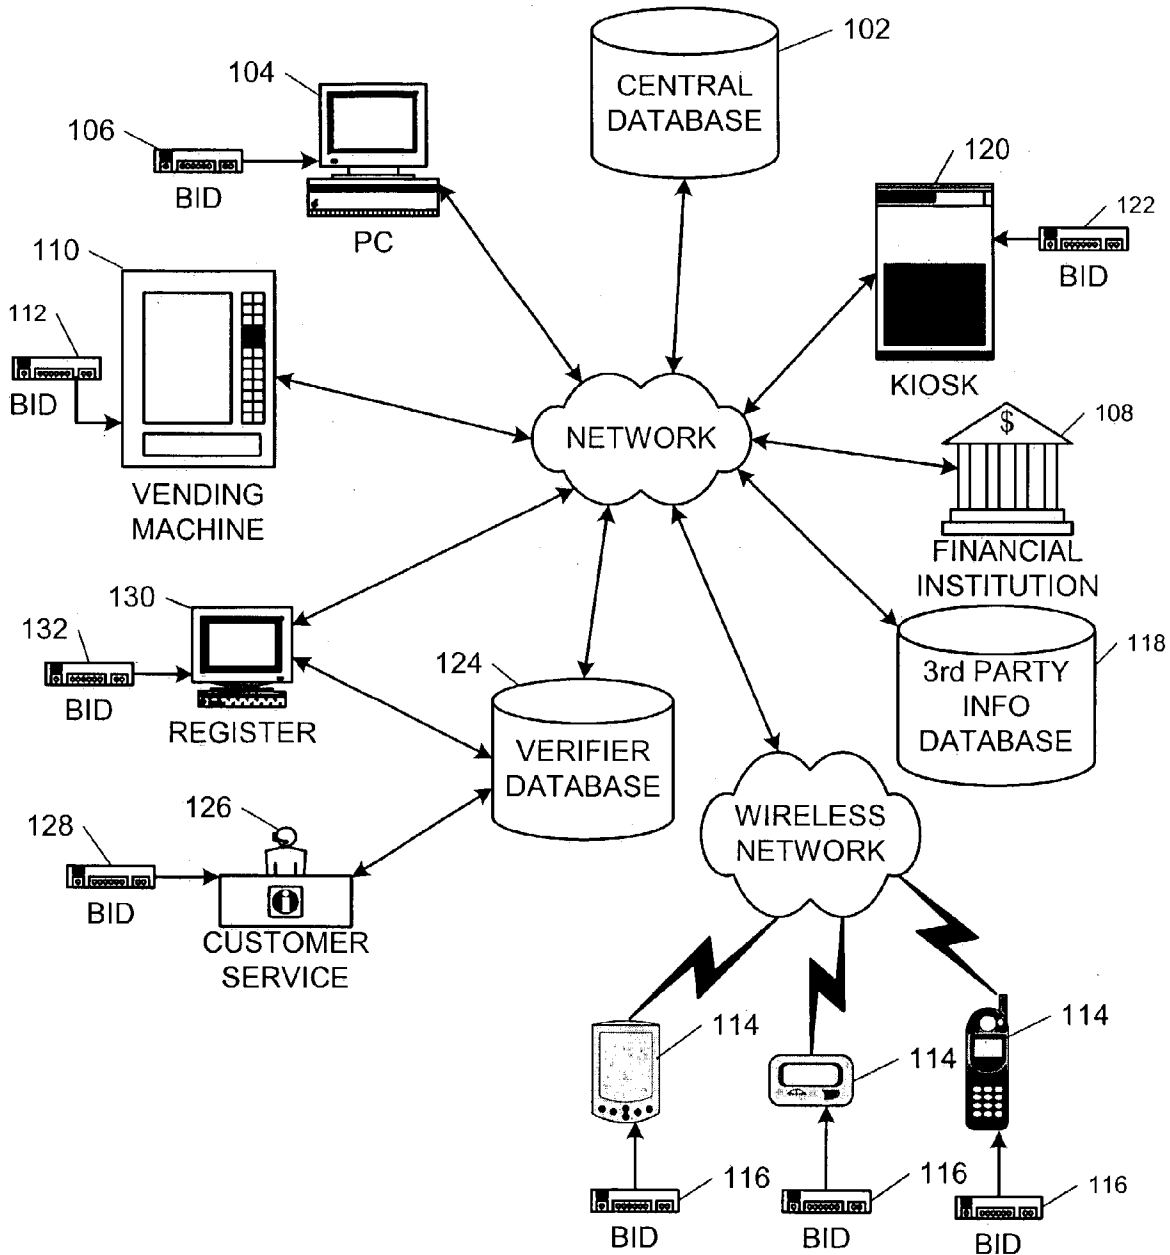 102
CENTRAL
DATABASE
104
106
BID
PC
120
122
BID
KIOSK
110
112
BID
VENDING
MACHINE
NETWORK
$
108
FINANCIAL
INSTITUTION
130
132
BID
REGISTER
124
VERIFIER
DATABASE
118
3rd PARTY
INFO
DATABASE
126
128
BID
i
CUSTOMER
SERVICE
WIRELESS
NETWORK
114
114
114
116
BID
116
BID
116
BID